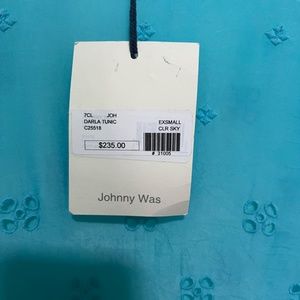 7CL JOH
DARLA TUNIC EXSMALL
C25518 CLR SKY
$235.00 # 31005
Johnny Was